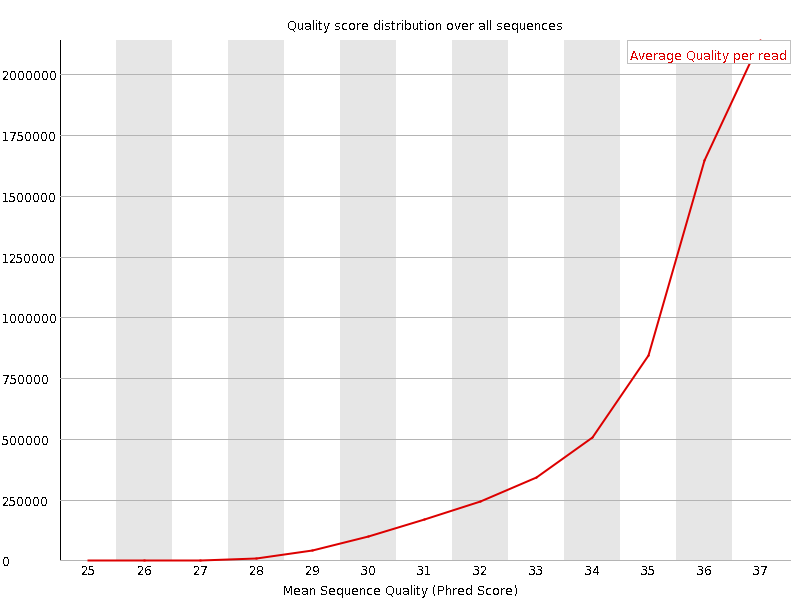 Quality score distribution over all sequences
Average Quality per read
2000000
1750000
1500000
1250000
1000000
750000
500000
250000
0
25 26 27 28 29 30 31 32 33 34 35 36 37
Mean Sequence Quality (Phred Score)